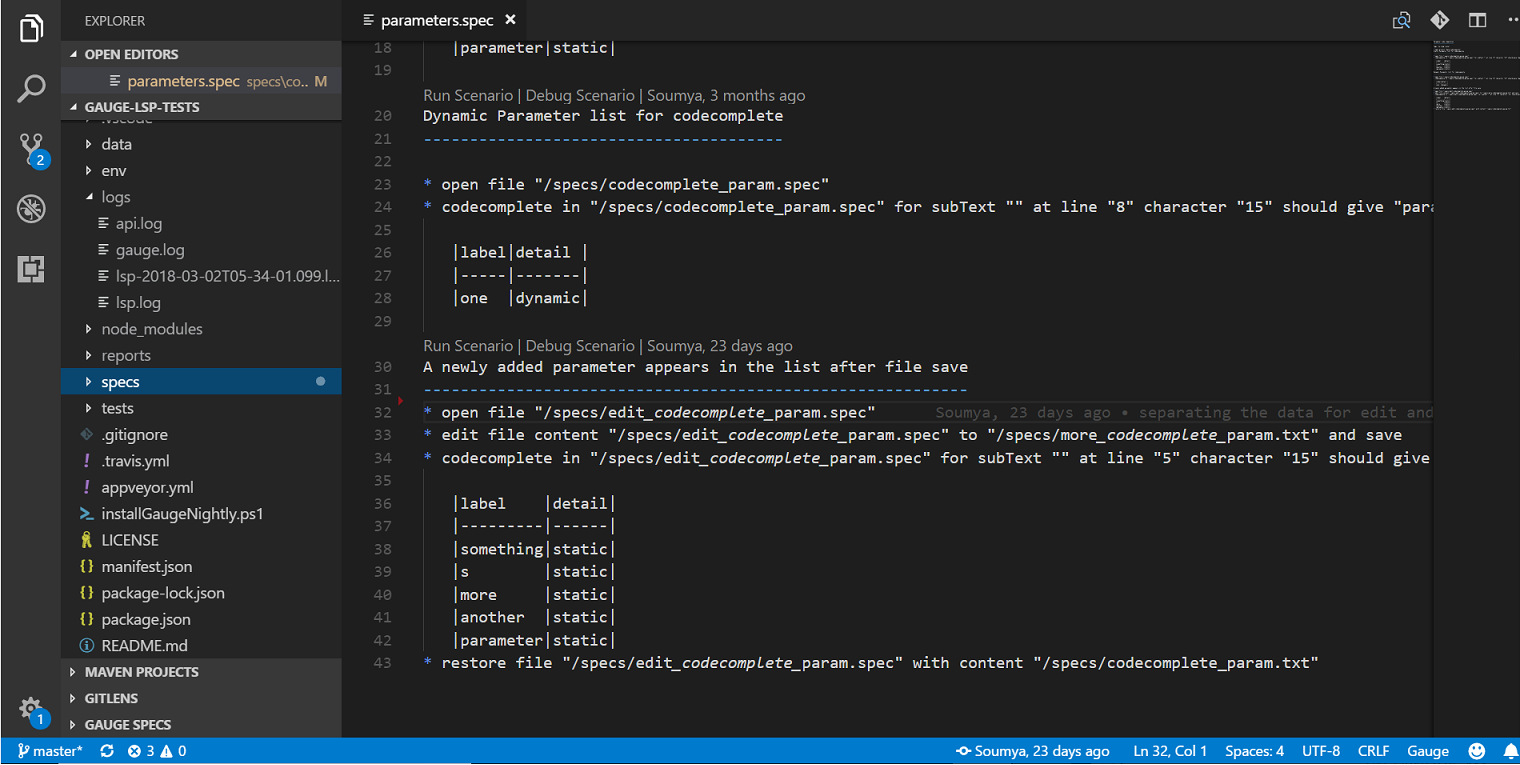 EXPLORER
OPEN EDITORS
parameters.spec specs\co... M
GAUGE-LSP-TESTS
.vscode
data
env
logs
api.log
gauge.log
lsp-2018-03-02T05-34-01.099.l...
lsp.log
node_modules
reports
specs
tests
.gitignore
.travis.yml
appveyor.yml
installGaugeNightly.ps1
LICENSE
manifest.json
package-lock.json
package.json
README.md
MAVEN PROJECTS
GITLENS
GAUGE SPECS
2
1
parameters.spec
18 |parameter|static|
19
Run Scenario | Debug Scenario | Soumya, 3 months ago
20 Dynamic Parameter list for codecomplete
21 ---------------------------------------
22
23 * open file "/specs/codecomplete_param.spec"
24 * codecomplete in "/specs/codecomplete_param.spec" for subText "" at line "8" character "15" should give "para
25
26 |label|detail |
27 |-----|-------|
28 |one  |dynamic|
29
Run Scenario | Debug Scenario | Soumya, 23 days ago
30 A newly added parameter appears in the list after file save
31 -----------------------------------------------------------
32 * open file "/specs/edit_codecomplete_param.spec" Soumya, 23 days ago • separating the data for edit and
33 * edit file content "/specs/edit_codecomplete_param.spec" to "/specs/more_codecomplete_param.txt" and save
34 * codecomplete in "/specs/edit_codecomplete_param.spec" for subText "" at line "5" character "15" should give
35
36 |label    |detail|
37 |---------|------|
38 |something|static|
39 |s        |static|
40 |more     |static|
41 |another  |static|
42 |parameter|static|
43 * restore file "/specs/edit_codecomplete_param.spec" with content "/specs/codecomplete_param.txt"
master* 3 0 Soumya, 23 days ago Ln 32, Col 1 Spaces: 4 UTF-8 CRLF Gauge